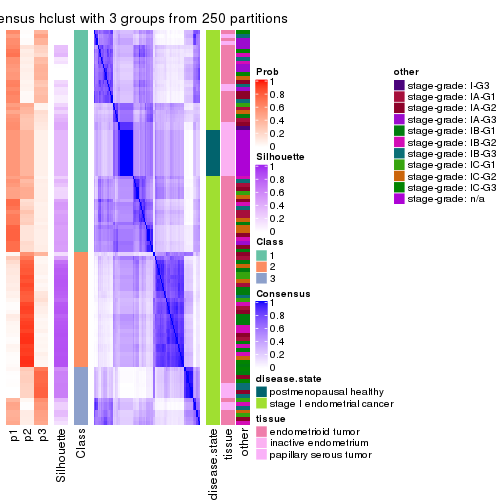 ensus hclust with 3 groups from 250 partitions
p1
p2
p3
Silhouette
Class
disease.state
tissue
other
Prob
1
0.8
0.6
0.4
0.2
0
Silhouette
1
0.8
0.6
0.4
0.2
0
Class
1
2
3
Consensus
1
0.8
0.6
0.4
0.2
0
disease.state
postmenopausal healthy
stage I endometrial cancer
tissue
endometrioid tumor
inactive endometrium
papillary serous tumor
other
stage-grade: I-G3
stage-grade: IA-G1
stage-grade: IA-G2
stage-grade: IA-G3
stage-grade: IB-G1
stage-grade: IB-G2
stage-grade: IB-G3
stage-grade: IC-G1
stage-grade: IC-G2
stage-grade: IC-G3
stage-grade: n/a